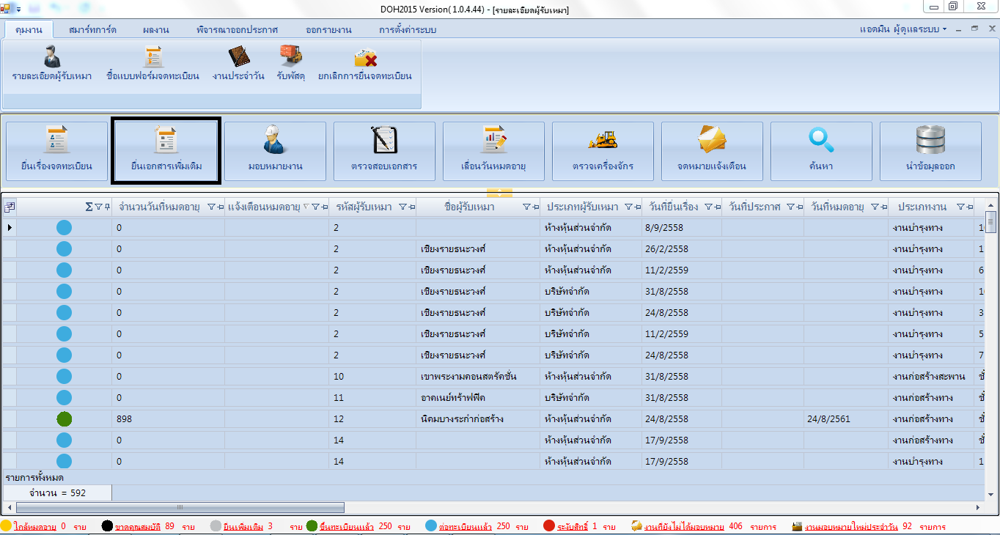 DOH2015 Version( 1.0.4.44) - [รายละเอียดผู้รับเหมา]
คุมงาน สมาร์ทการ์ด ผลงาน พิจารณาออกประกาศ ออกรายงาน การตั้งค่าระบบ แอดมิน ผู้ดูแลระบบ
รายละเอียดผู้รับเหมา ชื่อแบบฟอร์มจดทะเบียน งานประจำวัน รับพัสดุ ยกเลิกการยื่นจดทะเบียน
ยื่นเรื่องจดทะเบียน ยื่นเอกสารเพิ่มเติม มอบหมายงาน ตรวจสอบเอกสาร เลื่อนวันหมดอายุ ตรวจเครื่องจักร จดหมายแจ้งเตือน ค้นหา นำข้อมูลออก
จำนวนวันที่หมดอายุ แจ้งเตือนหมดอายุ รหัสผู้รับเหมา ชื่อผู้รับเหมา ประเภทผู้รับเหมา วันที่ยื่นเรื่อง วันที่ประกาศ วันที่หมดอายุ ประเภทงาน
0 2 ห้างหุ้นส่วนจำกัด 8/9/2558 งานบำรุงทาง 1
0 2 เชียงรายธนะวงศ์ ห้างหุ้นส่วนจำกัด 26/2/2558 งานบำรุงทาง 1
0 2 เชียงรายธนะวงศ์ ห้างหุ้นส่วนจำกัด 11/2/2559 งานบำรุงทาง 6
0 2 เชียงรายธนะวงศ์ บริษัทจำกัด 31/8/2558 งานบำรุงทาง 1
0 2 เชียงรายธนะวงศ์ บริษัทจำกัด 24/8/2558 งานบำรุงทาง 3
0 2 เชียงรายธนะวงศ์ บริษัทจำกัด 11/2/2559 งานบำรุงทาง 5
0 2 เชียงรายธนะวงศ์ บริษัทจำกัด 24/8/2558 งานบำรุงทาง 7
0 10 เขาพระงามคอนสตรัคชั่น ห้างหุ้นส่วนจำกัด 31/8/2558 งานก่อสร้างสะพาน ชั้
0 11 อาคเนย์ทร้าฟฟิค บริษัทจำกัด 31/8/2558 งานก่อสร้างทาง ชั้
898 12 นิคมบางระกำก่อสร้าง ห้างหุ้นส่วนจำกัด 24/8/2558 24/8/2561 งานก่อสร้างทาง ชั้
0 14 ห้างหุ้นส่วนจำกัด 17/9/2558 งานก่อสร้างทาง ชั้
0 14 ห้างหุ้นส่วนจำกัด 17/9/2558 งานบำรุงทาง 1
รายการทั้งหมด
จำนวน = 592
ใกล้หมดอายุ 0 ราย ขาดคุณสมบัติ 89 ราย ยื่นเพิ่มเติม 3 ราย ขึ้นทะเบียนแล้ว 250 ราย ต่อทะเบียนแล้ว 250 ราย ระงับสิทธิ์ 1 ราย งานที่ยังไม่ได้มอบหมาย 406 รายการ งานมอบหมายใหม่ประจำวัน 92 รายการ